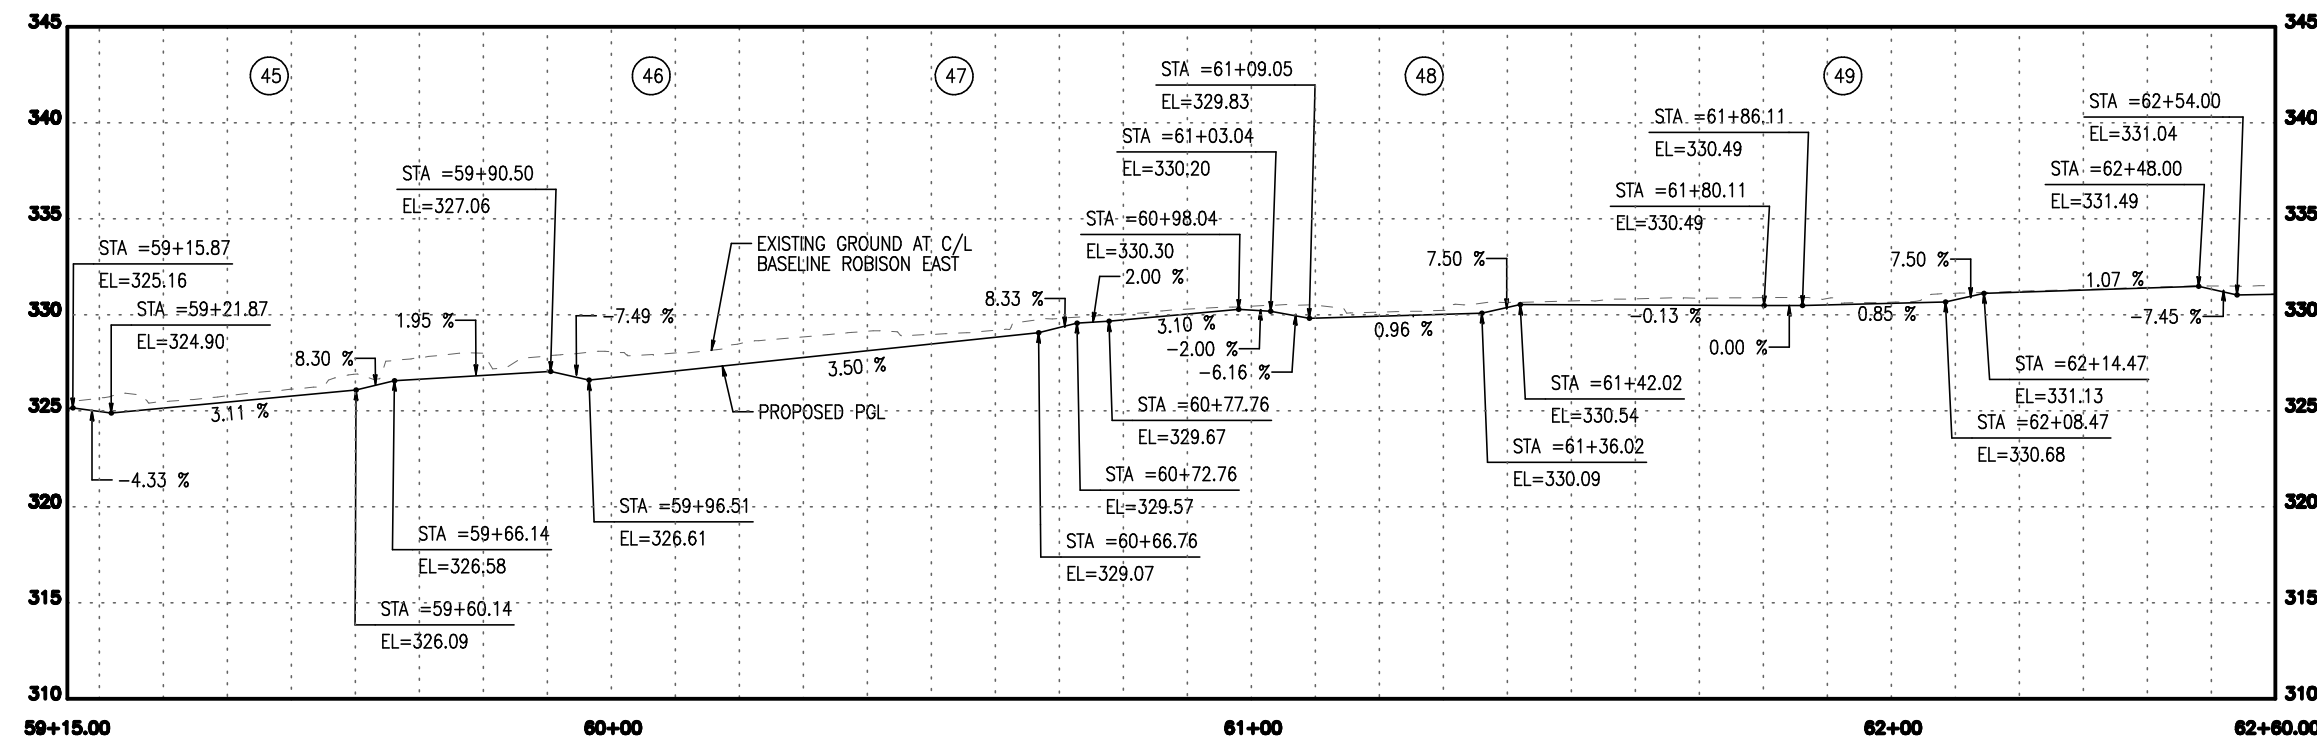 345
345
45
46
47
48
49
STA =61+09.05
EL=329.83
STA =62+54.00
EL=331.04
340
340
STA =61+86.11
EL=330.49
STA =61+03.04
EL=330.20
STA =59+90.50
EL=327.06
STA =62+48.00
EL=331.49
STA =61+80.11
EL=330.49
335
335
STA =60+98.04
EL=330.30
STA =59+15.87
EL=325.16
EXISTING GROUND AT C/L
BASELINE ROBISON EAST
7.50 %
7.50 %
2.00 %
1.07 %
8.33 %
STA =59+21.87
EL=324.90
330
330
1.95 %
-7.49 %
3.10 %
0.96 %
-0.13 %
0.85 %
-7.45 %
-2.00 %
0.00 %
8.30 %
3.50 %
-6.16 %
STA =62+14.47
EL=331.13
STA =61+42.02
EL=330.54
325
325
3.11 %
PROPOSED PGL
STA =60+77.76
EL=329.67
STA =62+08.47
EL=330.68
STA =61+36.02
EL=330.09
-4.33 %
STA =60+72.76
EL=329.57
320
320
STA =59+96.51
EL=326.61
STA =59+66.14
EL=326.58
STA =60+66.76
EL=329.07
315
315
STA =59+60.14
EL=326.09
310
310
59+15.00
60+00
61+00
62+00
62+60.00